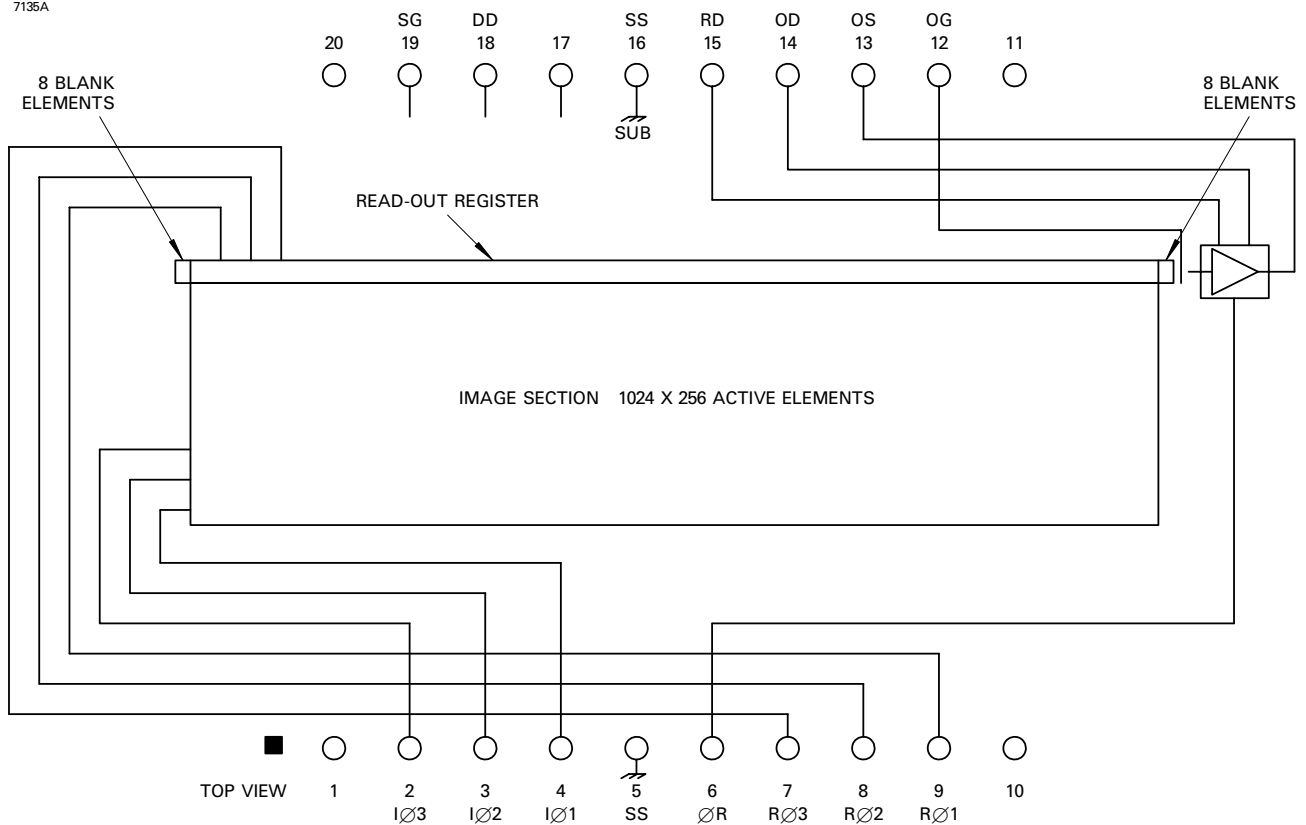 7135A
SG DD SS RD OD OS OG
20 19 18 17 16 15 14 13 12 11
8 BLANK
ELEMENTS
8 BLANK
ELEMENTS
SUB
READ-OUT REGISTER
IMAGE SECTION 1024 X 256 ACTIVE ELEMENTS
TOP VIEW 1 2 3 4 5 6 7 8 9 10
I∅3 I∅2 I∅1 SS ∅R R∅3 R∅2 R∅1